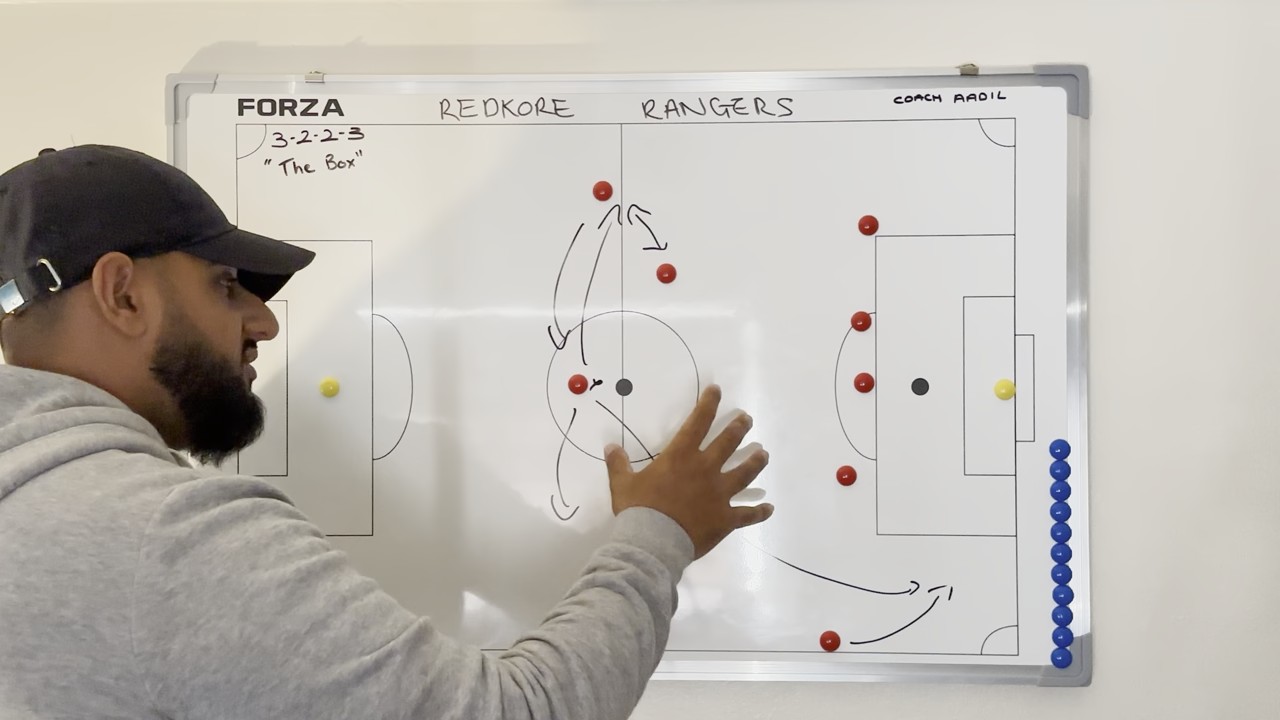 FORZA
REDKORE RANGERS
COACH AADIL
3-2-2-3
"The Box"